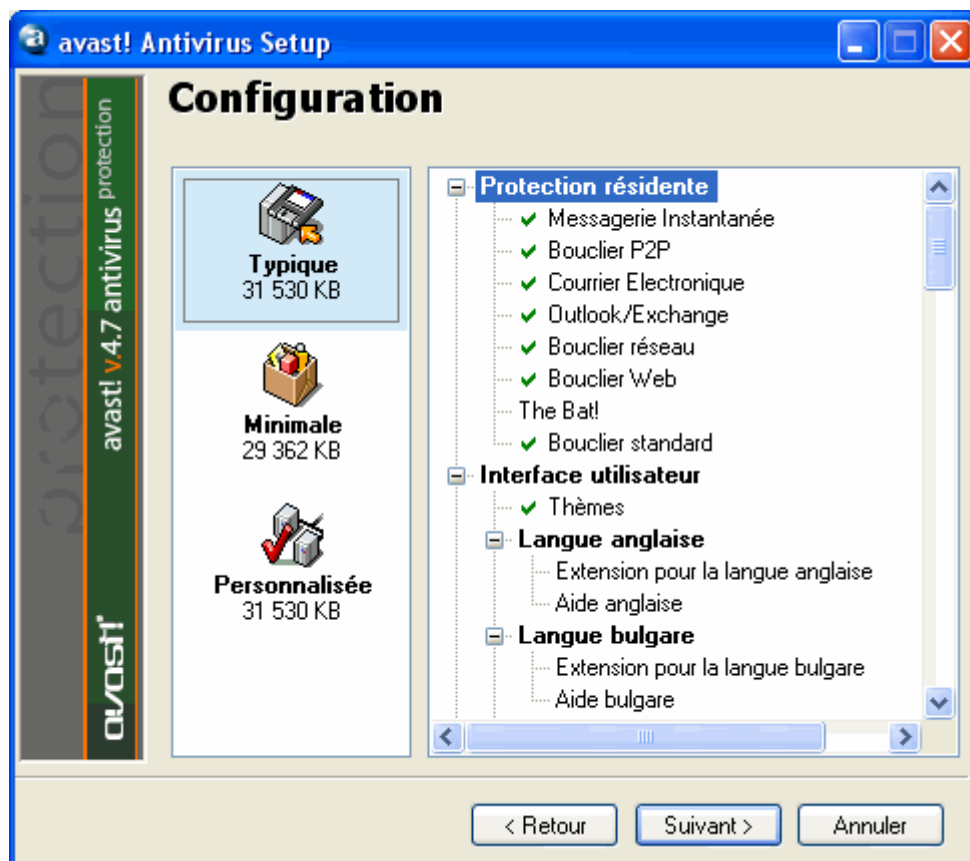 avast! Antivirus Setup
protection
avast! v.4.7 antivirus protection
avast!
Configuration
Typique
31 530 KB
Minimale
29 362 KB
Personnalisée
31 530 KB
Protection résidente
Messagerie Instantanée
Bouclier P2P
Courrier Electronique
Outlook/Exchange
Bouclier réseau
Bouclier Web
The Bat!
Bouclier standard
Interface utilisateur
Thèmes
Langue anglaise
Extension pour la langue anglaise
Aide anglaise
Langue bulgare
Extension pour la langue bulgare
Aide bulgare
< Retour
Suivant >
Annuler